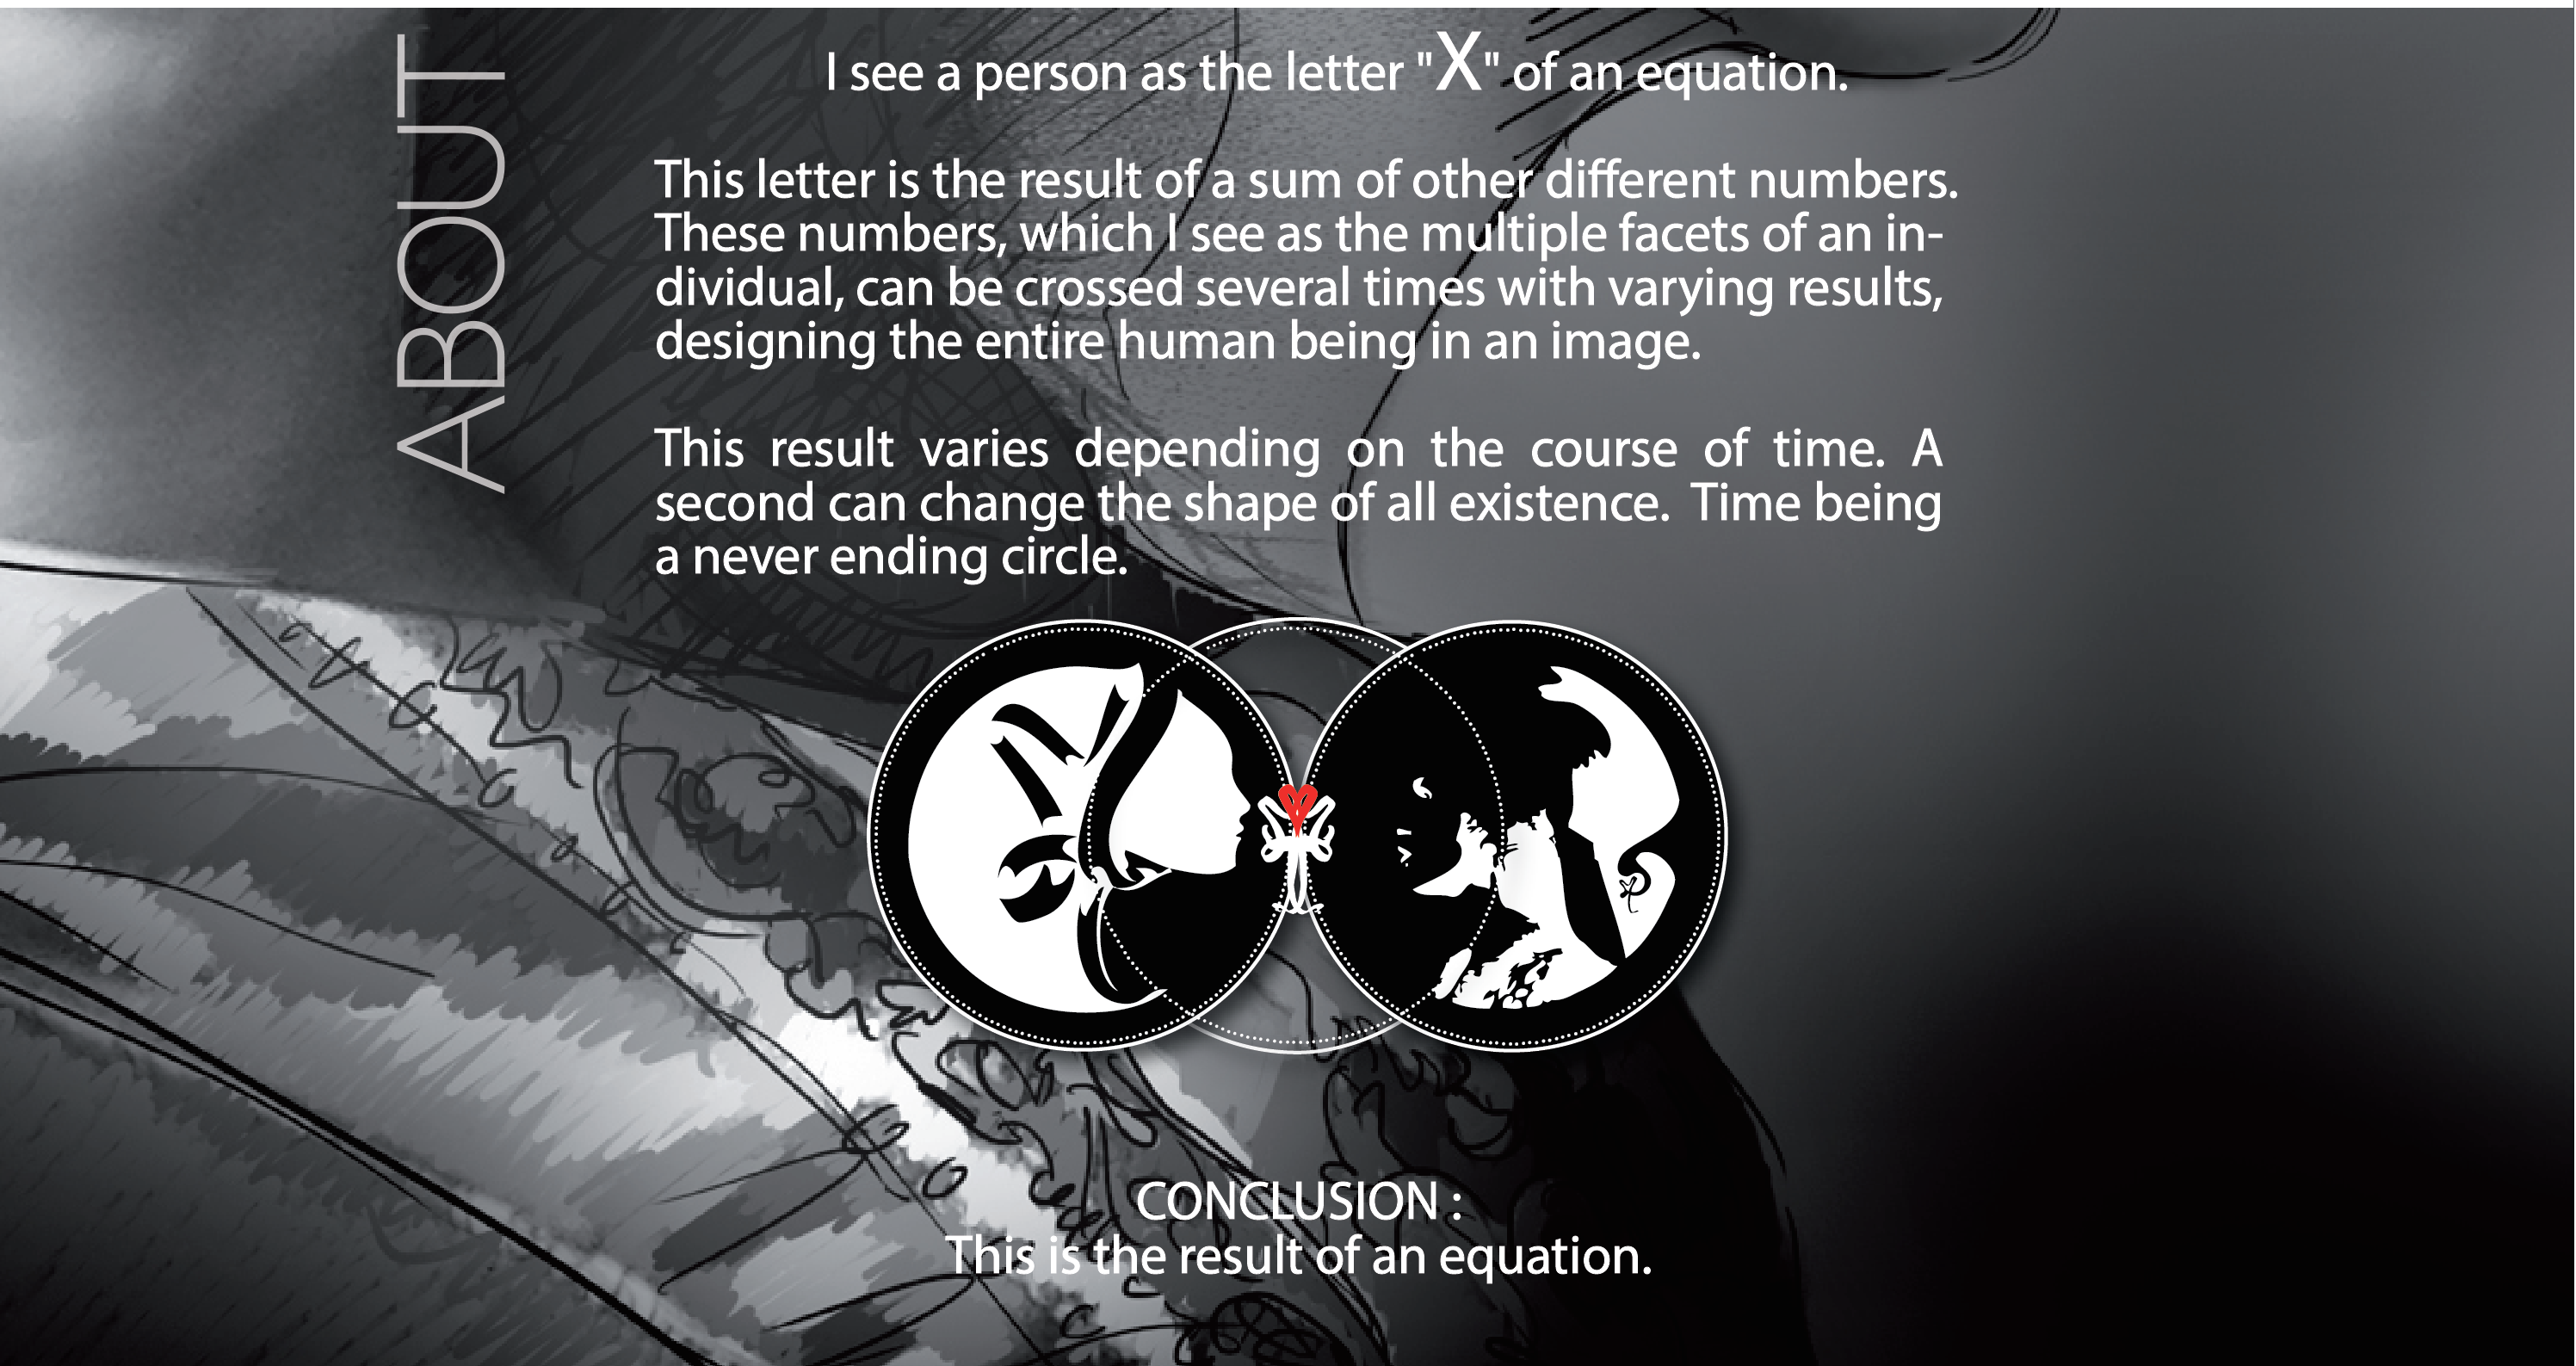 ABOUT
I see a person as the letter "X" of an equation.
This letter is the result of a sum of other different numbers.
These numbers, which I see as the multiple facets of an in-
dividual, can be crossed several times with varying results,
designing the entire human being in an image.
This result varies depending on the course of time. A
second can change the shape of all existence. Time being
a never ending circle.
CONCLUSION :
This is the result of an equation.